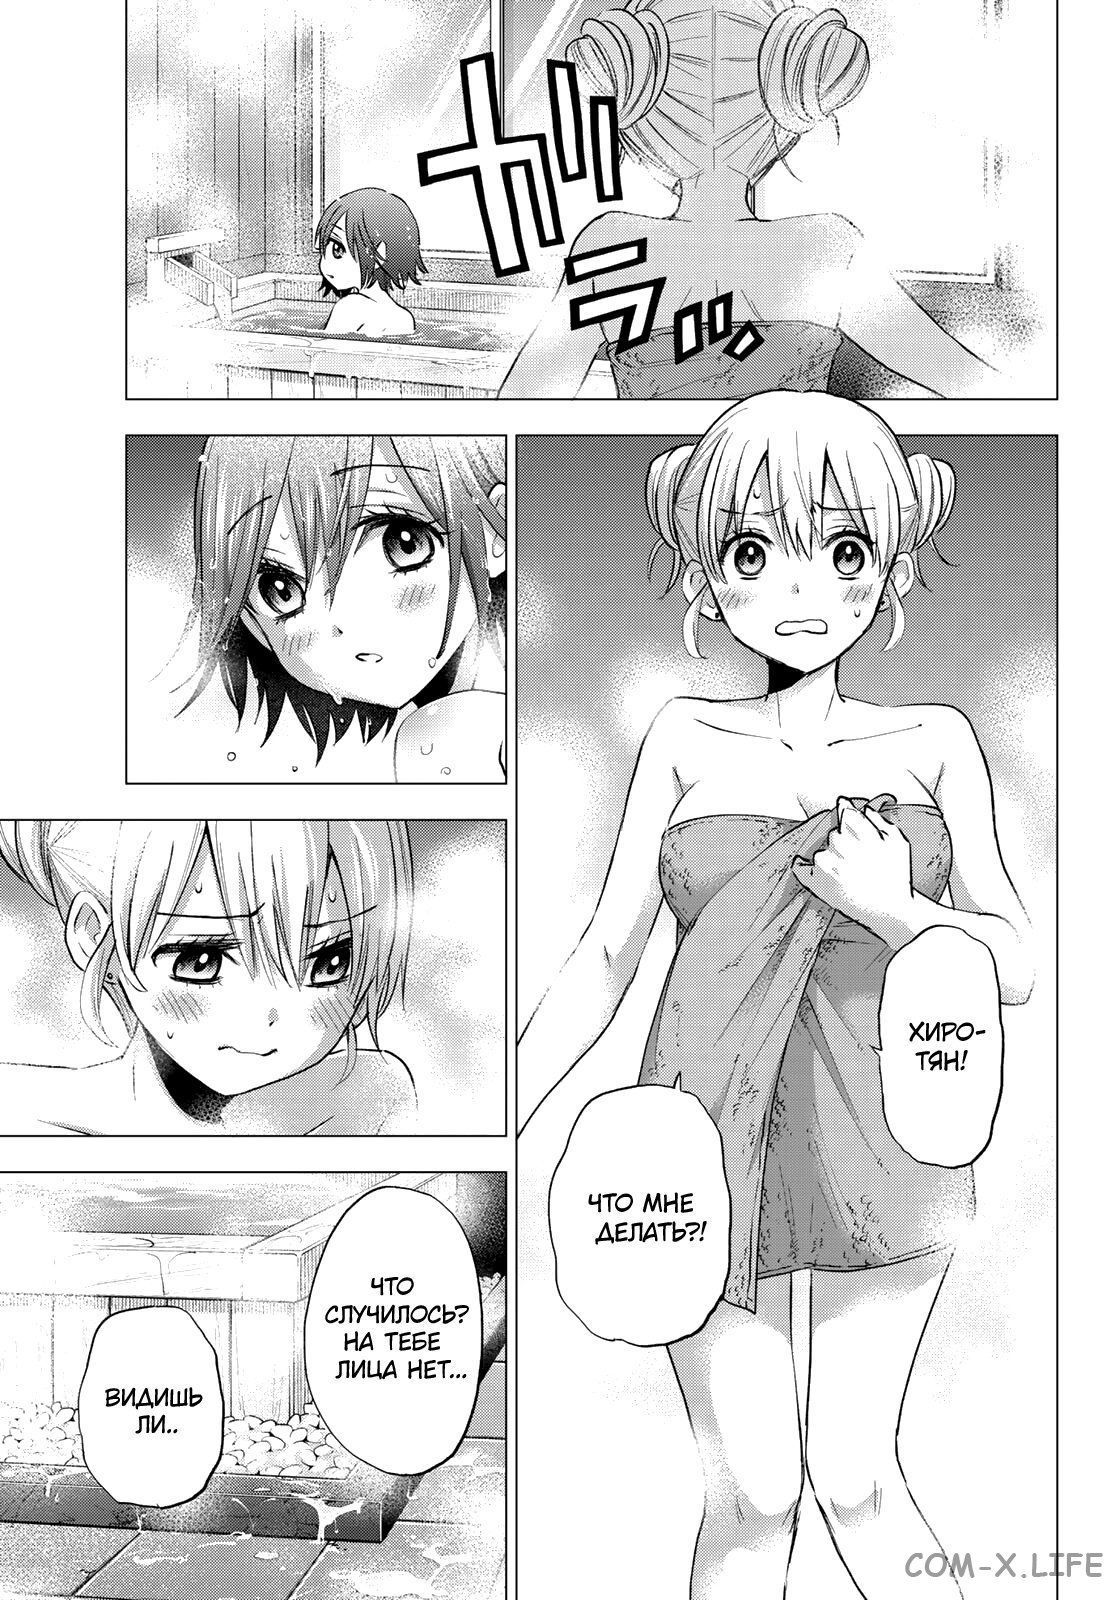 ガラッ
ХИРО-
ТЯН!
ЧТО МНЕ
ДЕЛАТЬ?!
ЧТО
СЛУЧИЛОСЬ?
НА ТЕБЕ
ЛИЦА НЕТ...
ВИДИШЬ
ЛИ..
COM-X.LIFE